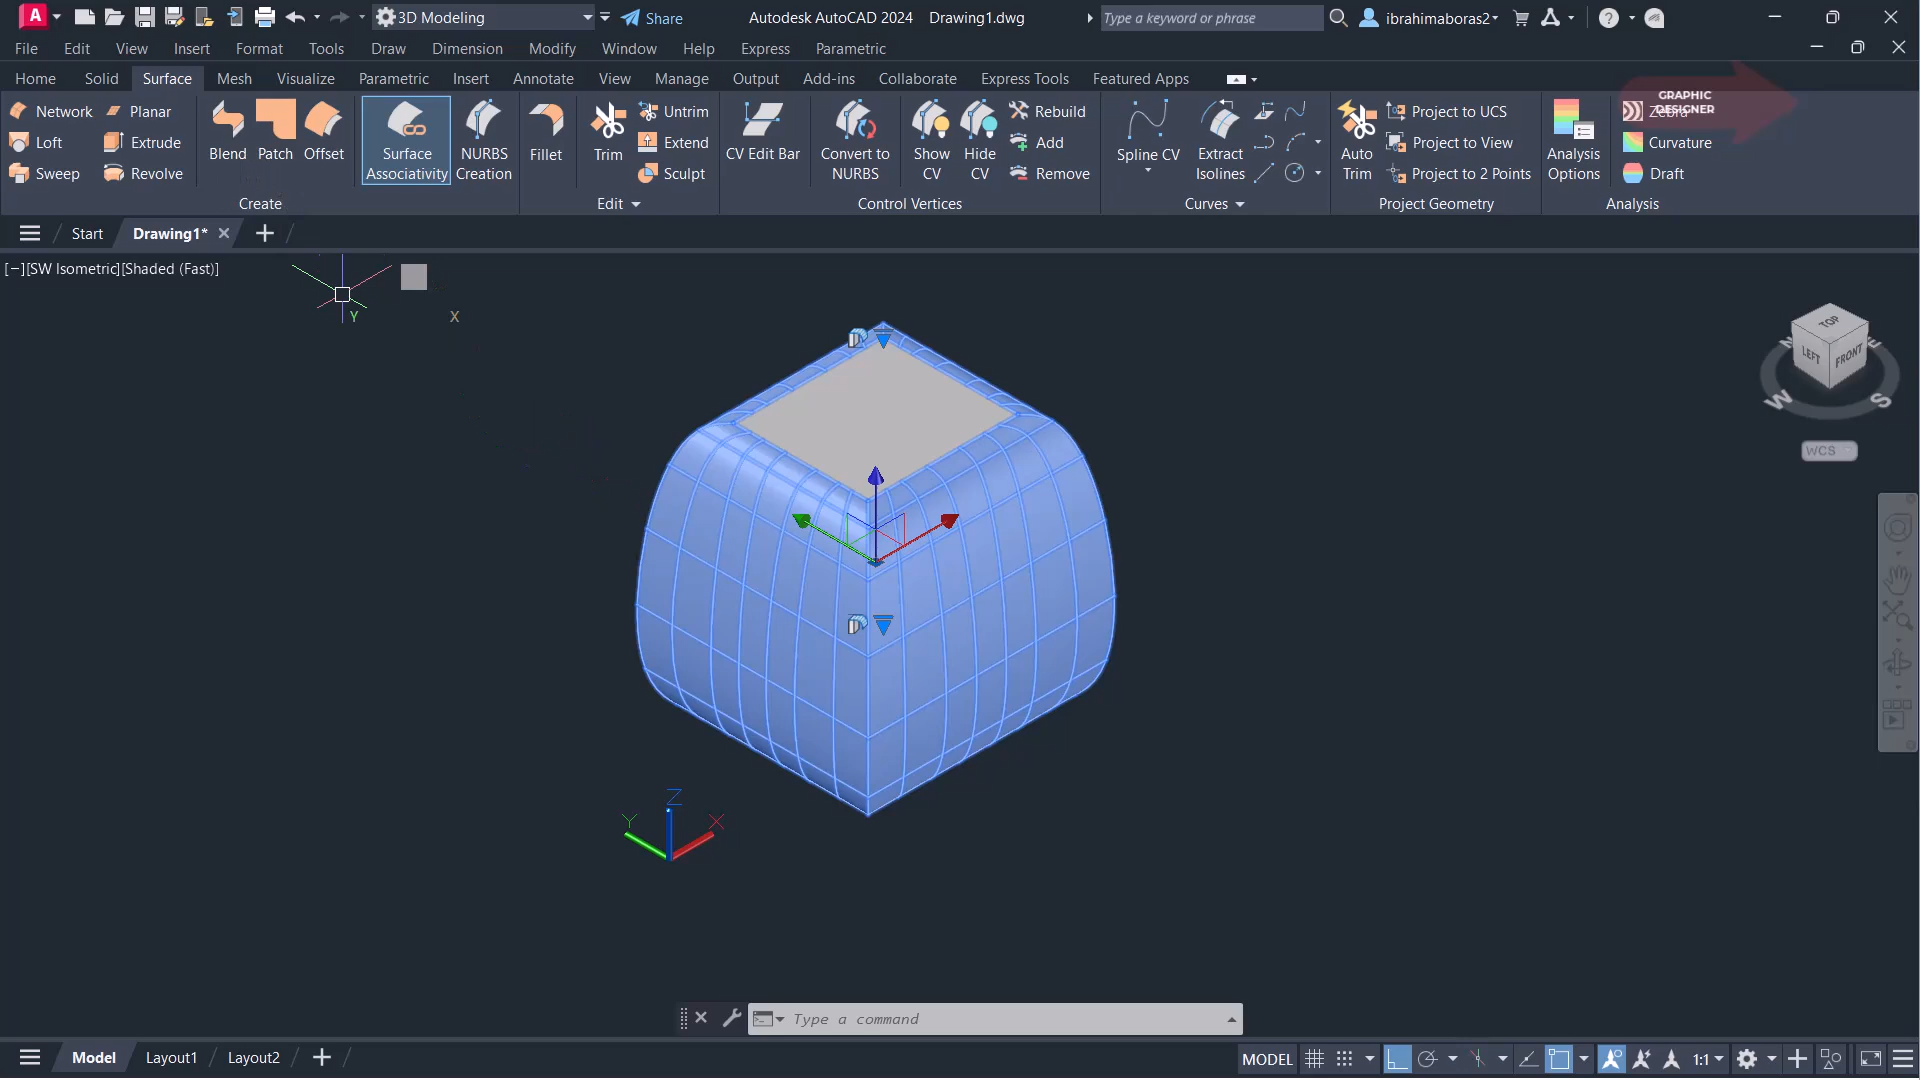 A 3D Modeling Share Autodesk AutoCAD 2024 Drawing1.dwg Type a keyword or phrase ibrahimaboras2
File Edit View Insert Format Tools Draw Dimension Modify Window Help Express Parametric
Home Solid Surface Mesh Visualize Parametric Insert Annotate View Manage Output Add-ins Collaborate Express Tools Featured Apps
GRAPHIC
DESIGNER
Network Planar Untrim Rebuild Project to UCS Zebra
Loft Extrude Extend Add Project to View Curvature
Sweep Revolve Sculpt Remove Project to 2 Points Draft
Blend Patch Offset
Surface
Associativity
NURBS
Creation
Fillet
Trim
CV Edit Bar
Convert to
NURBS
Show
CV
Hide
CV
Spline CV
Extract
Isolines
Auto
Trim
Analysis
Options
Create Edit Control Vertices Curves Project Geometry Analysis
Start Drawing1*
[−][SW Isometric][Shaded (Fast)]
Y X
TOP
LEFT FRONT
W S
WCS
Z
Y X
Type a command
Model Layout1 Layout2 MODEL 1:1